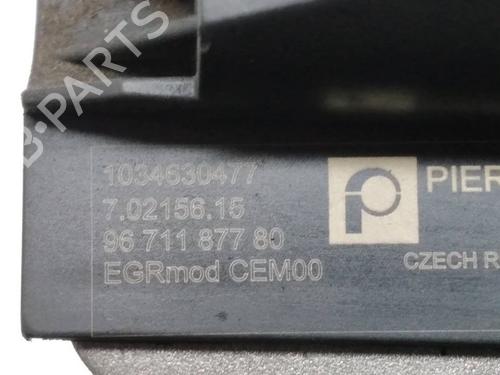 B-PARTS
1034630477
7.02156.15
96 711 877 80
EGRmod CEM00
PIER
CZECH R